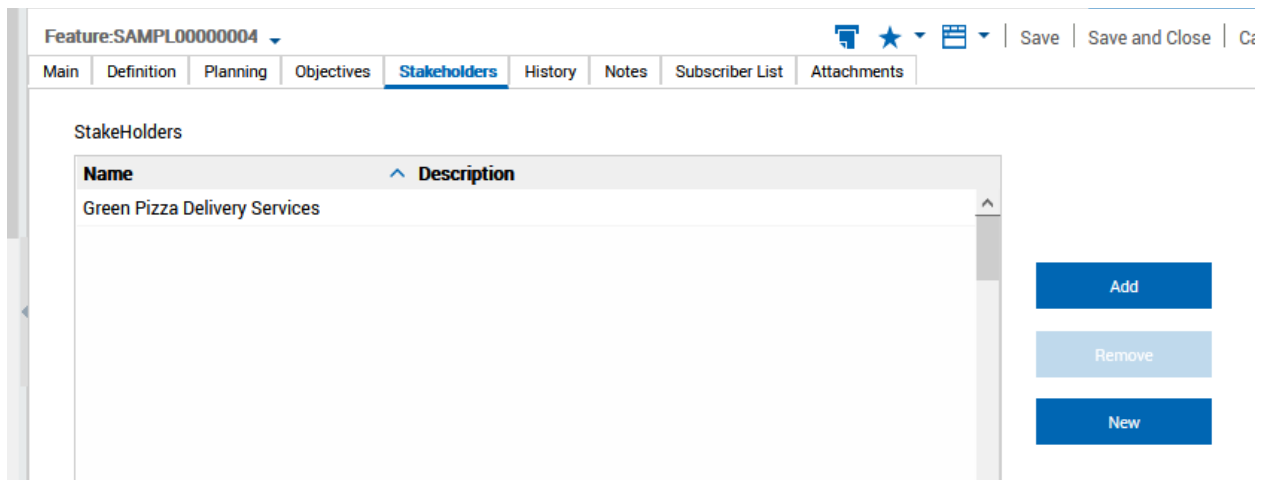 Feature:SAMPL00000004
Save | Save and Close |
Main Definition Planning Objectives Stakeholders History Notes Subscriber List Attachments
StakeHolders
Name Description
Green Pizza Delivery Services
Add
Remove
New